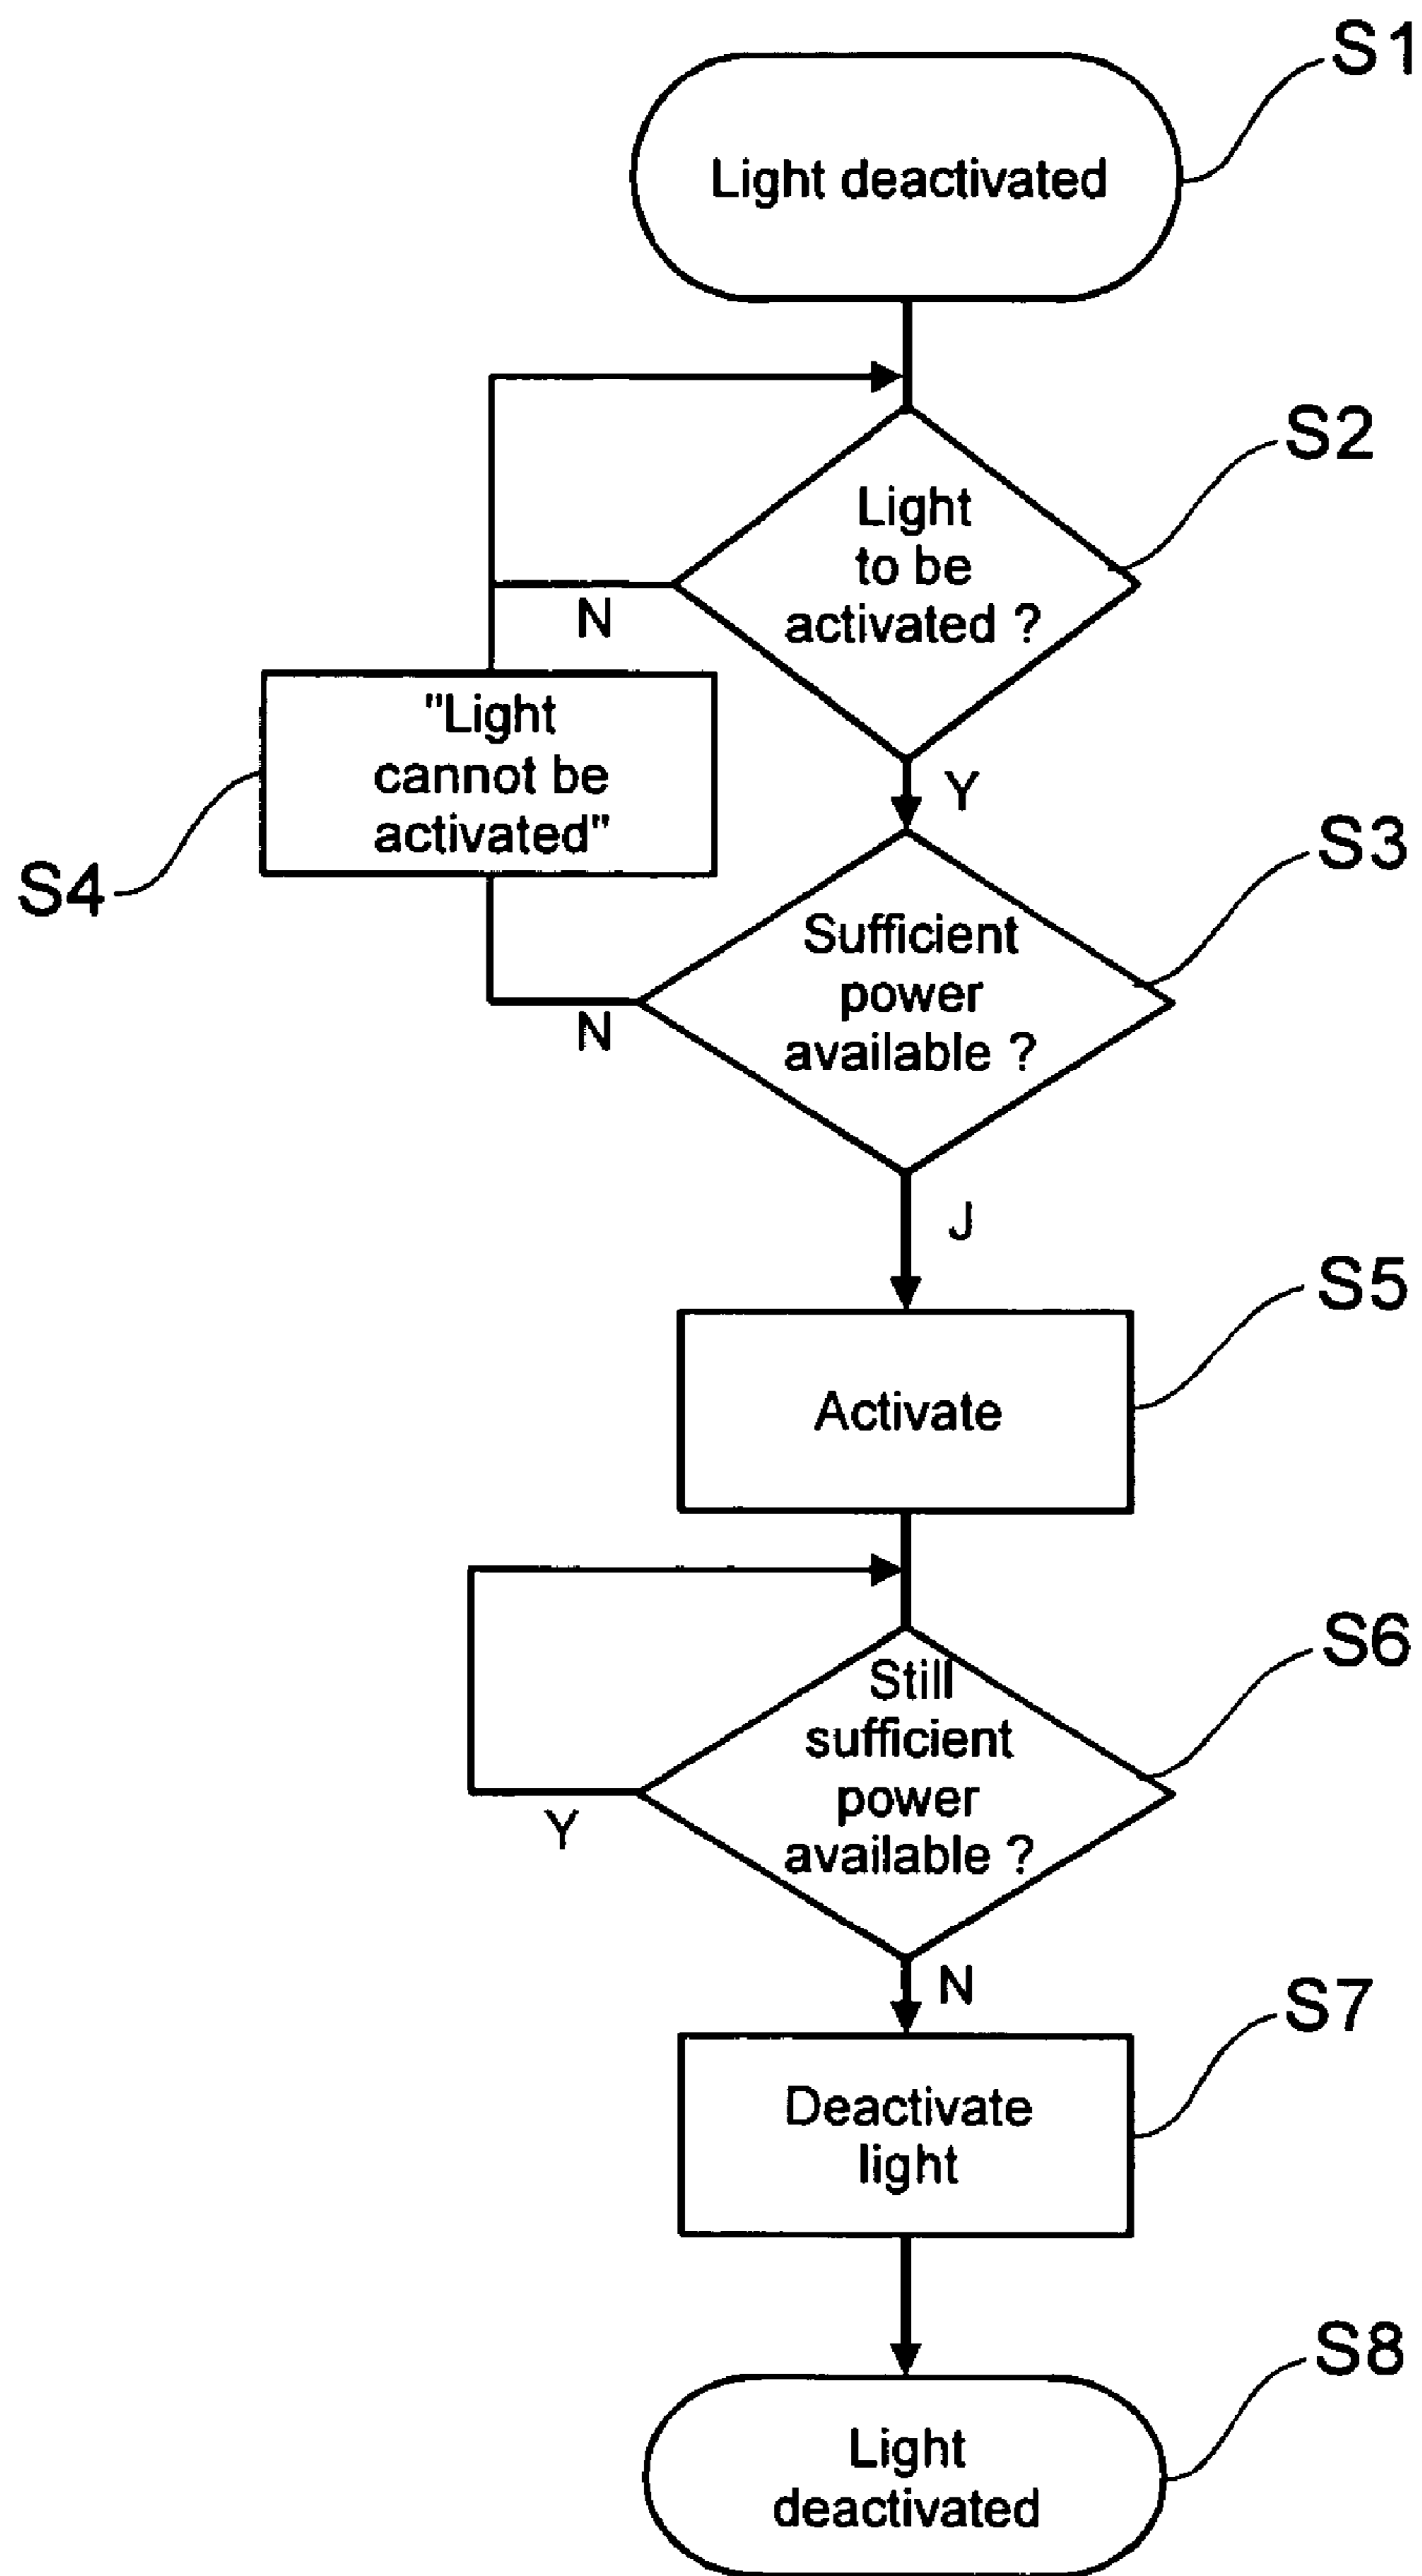 S1
Light deactivated
S2
Light
to be
activated ?
N
Y
"Light
cannot be
activated"
S4
S3
Sufficient
power
available ?
N
J
S5
Activate
S6
Still
sufficient
power
available ?
Y
N
S7
Deactivate
light
S8
Light
deactivated